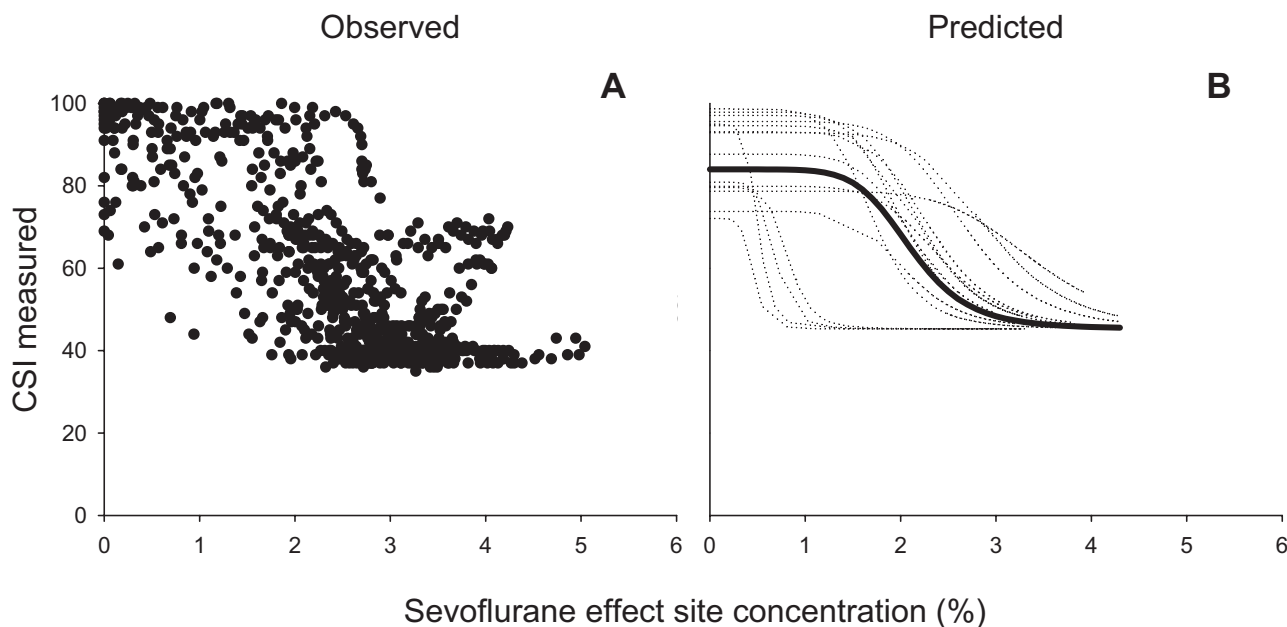 Observed
Predicted
A
B
CSI measured
100
80
60
40
20
0
0 1 2 3 4 5 6
0 1 2 3 4 5 6
Sevoflurane effect site concentration (%)